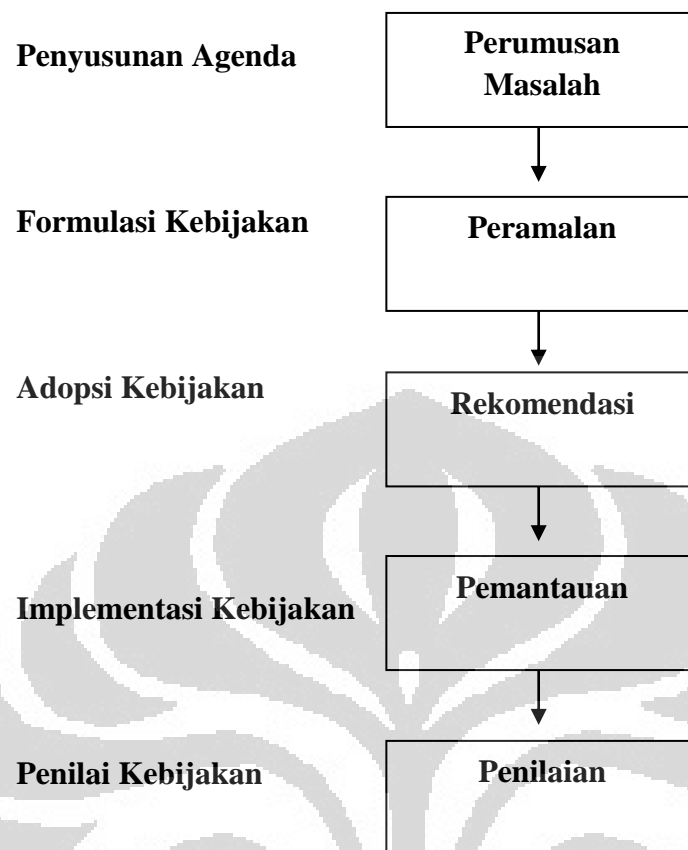 Penyusunan Agenda
Perumusan
Masalah
Formulasi Kebijakan
Peramalan
Adopsi Kebijakan
Rekomendasi
Implementasi Kebijakan
Pemantauan
Penilai Kebijakan
Penilaian